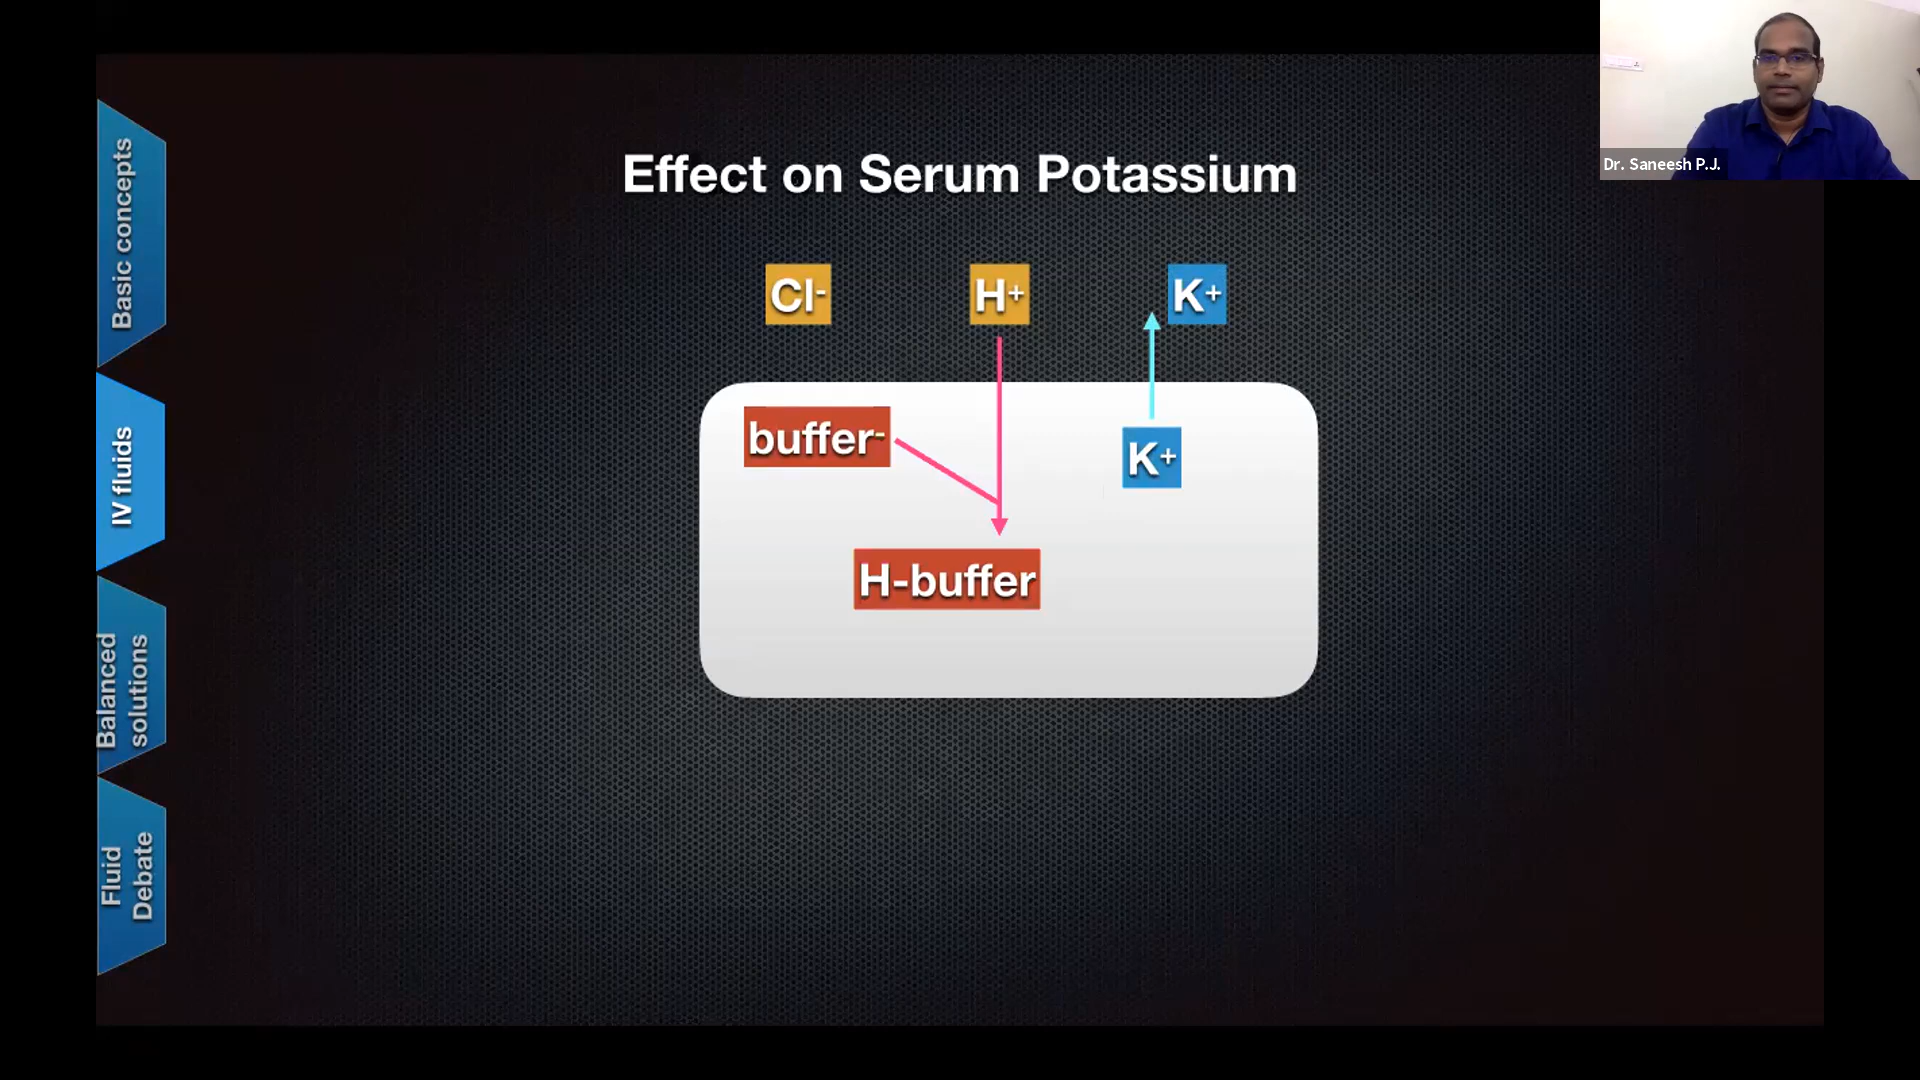 Effect on Serum Potassium
Cl- H+ K+
buffer-
K+
H-buffer
Basic concepts
IV fluids
Balanced
solutions
Fluid
Debate
Dr. Saneesh P.J.